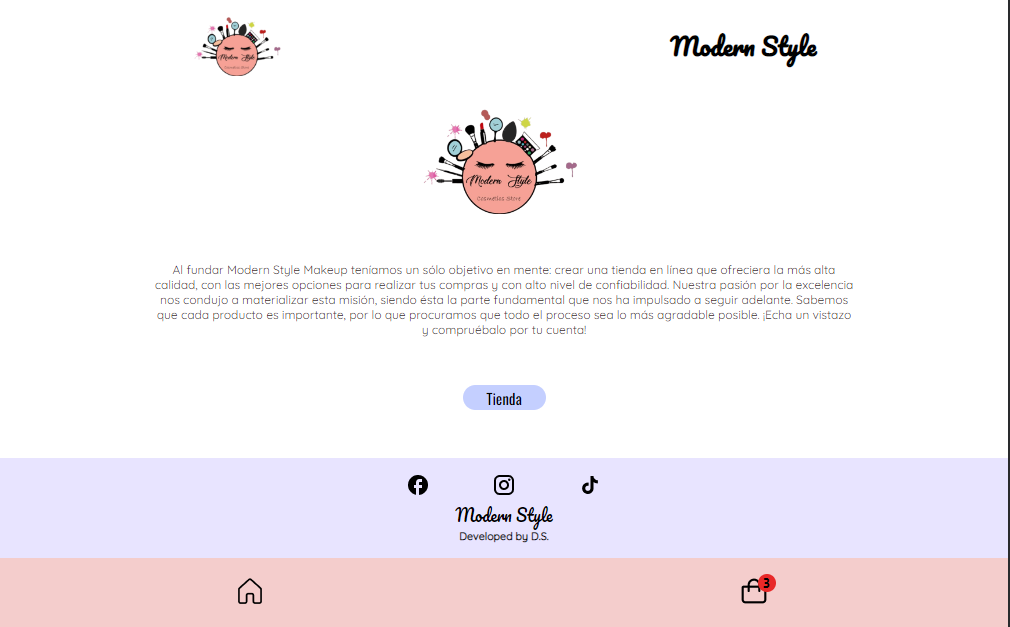 Modern Style
Cosmetics Store
Modern Style
Modern Style
Cosmetics Store
Al fundar Modern Style Makeup teníamos un sólo objetivo en mente: crear una tienda en línea que ofreciera la más alta
calidad, con las mejores opciones para realizar tus compras y con alto nivel de confiabilidad. Nuestra pasión por la excelencia
nos condujo a materializar esta misión, siendo ésta la parte fundamental que nos ha impulsado a seguir adelante. Sabemos
que cada producto es importante, por lo que procuramos que todo el proceso sea lo más agradable posible. ¡Echa un vistazo
y compruébalo por tu cuenta!
Tienda
Modern Style
Developed by D.S.
3